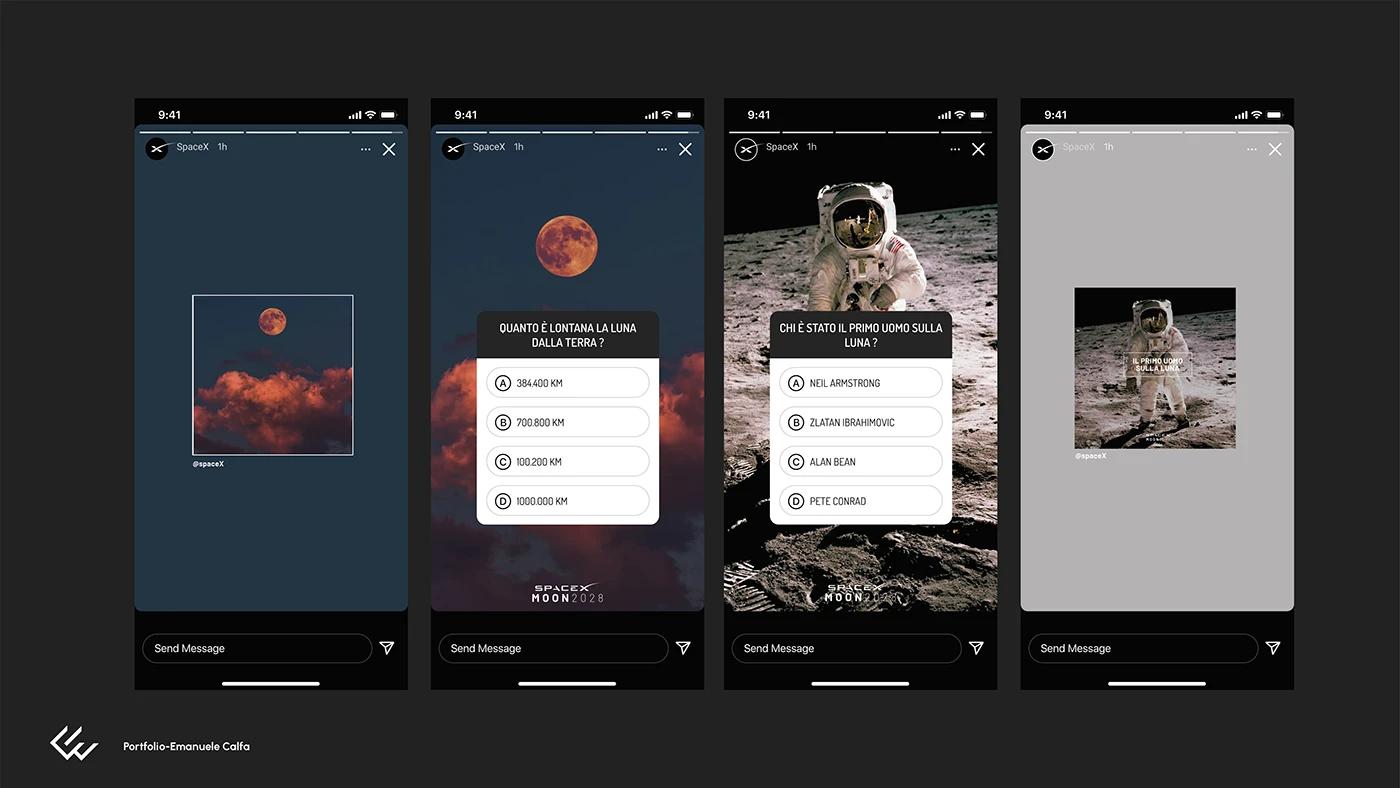 9:41
SpaceX 1h
@spaceX
Send Message
9:41
SpaceX 1h
QUANTO È LONTANA LA LUNA
DALLA TERRA ?
A 384.400 KM
B 700.800 KM
C 100.200 KM
D 1000.000 KM
SPACEX
MOON2028
Send Message
9:41
SpaceX 1h
CHI È STATO IL PRIMO UOMO SULLA
LUNA ?
A NEIL ARMSTRONG
B ZLATAN IBRAHIMOVIC
C ALAN BEAN
D PETE CONRAD
SPACEX
MOON2028
Send Message
9:41
SpaceX 1h
IL PRIMO UOMO
SULLA LUNA
@spaceX
Send Message
Portfolio-Emanuele Calfa